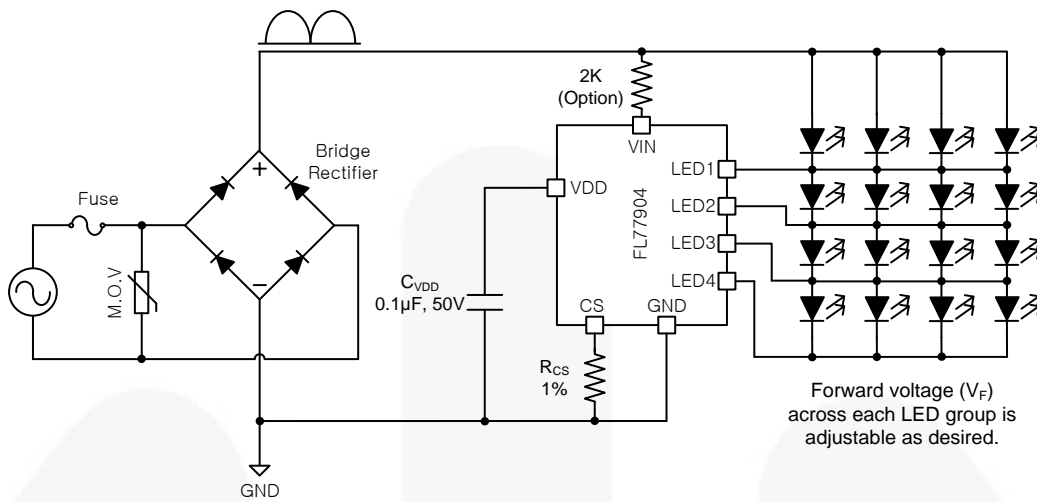 2K
(Option)
VIN
Bridge
Rectifier
+
−
Fuse
M.O.V
CVDD
0.1µF, 50V
VDD
FL77904
LED1
LED2
LED3
LED4
CS
GND
RCS
1%
GND
Forward voltage (VF)
across each LED group is
adjustable as desired.